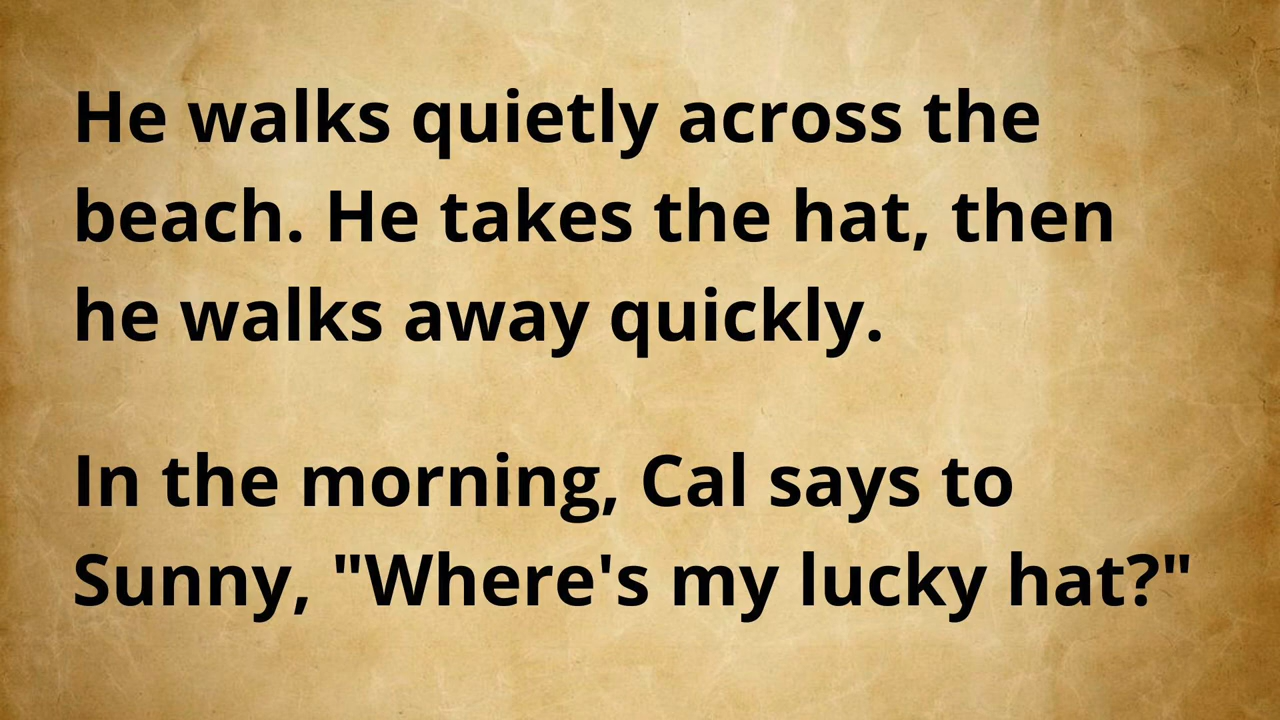 He walks quietly across the
beach. He takes the hat, then
he walks away quickly.
In the morning, Cal says to
Sunny, "Where's my lucky hat?"